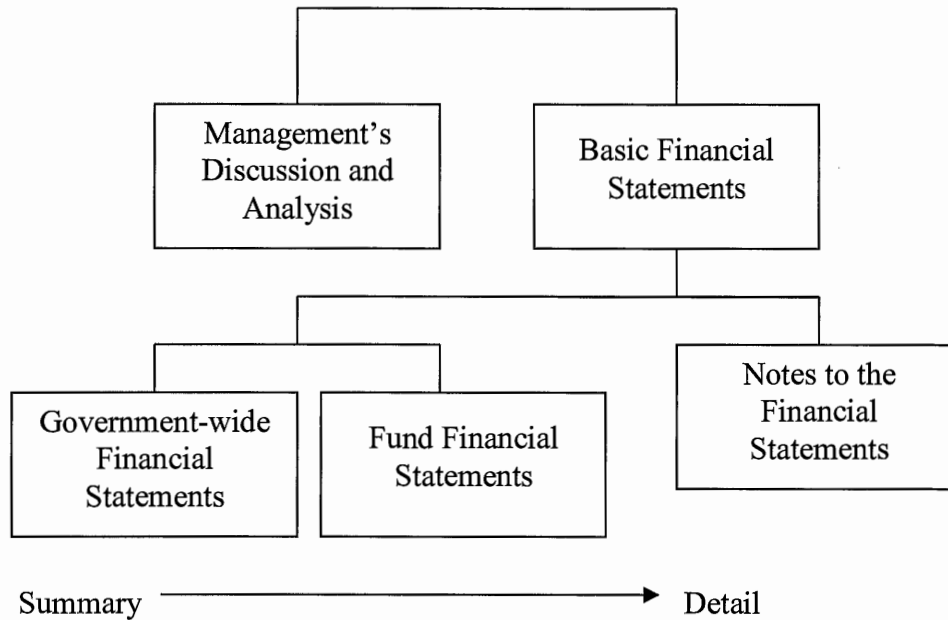 Management’s
Discussion and
Analysis
Basic Financial
Statements
Government-wide
Financial
Statements
Fund Financial
Statements
Notes to the
Financial
Statements
Summary
Detail